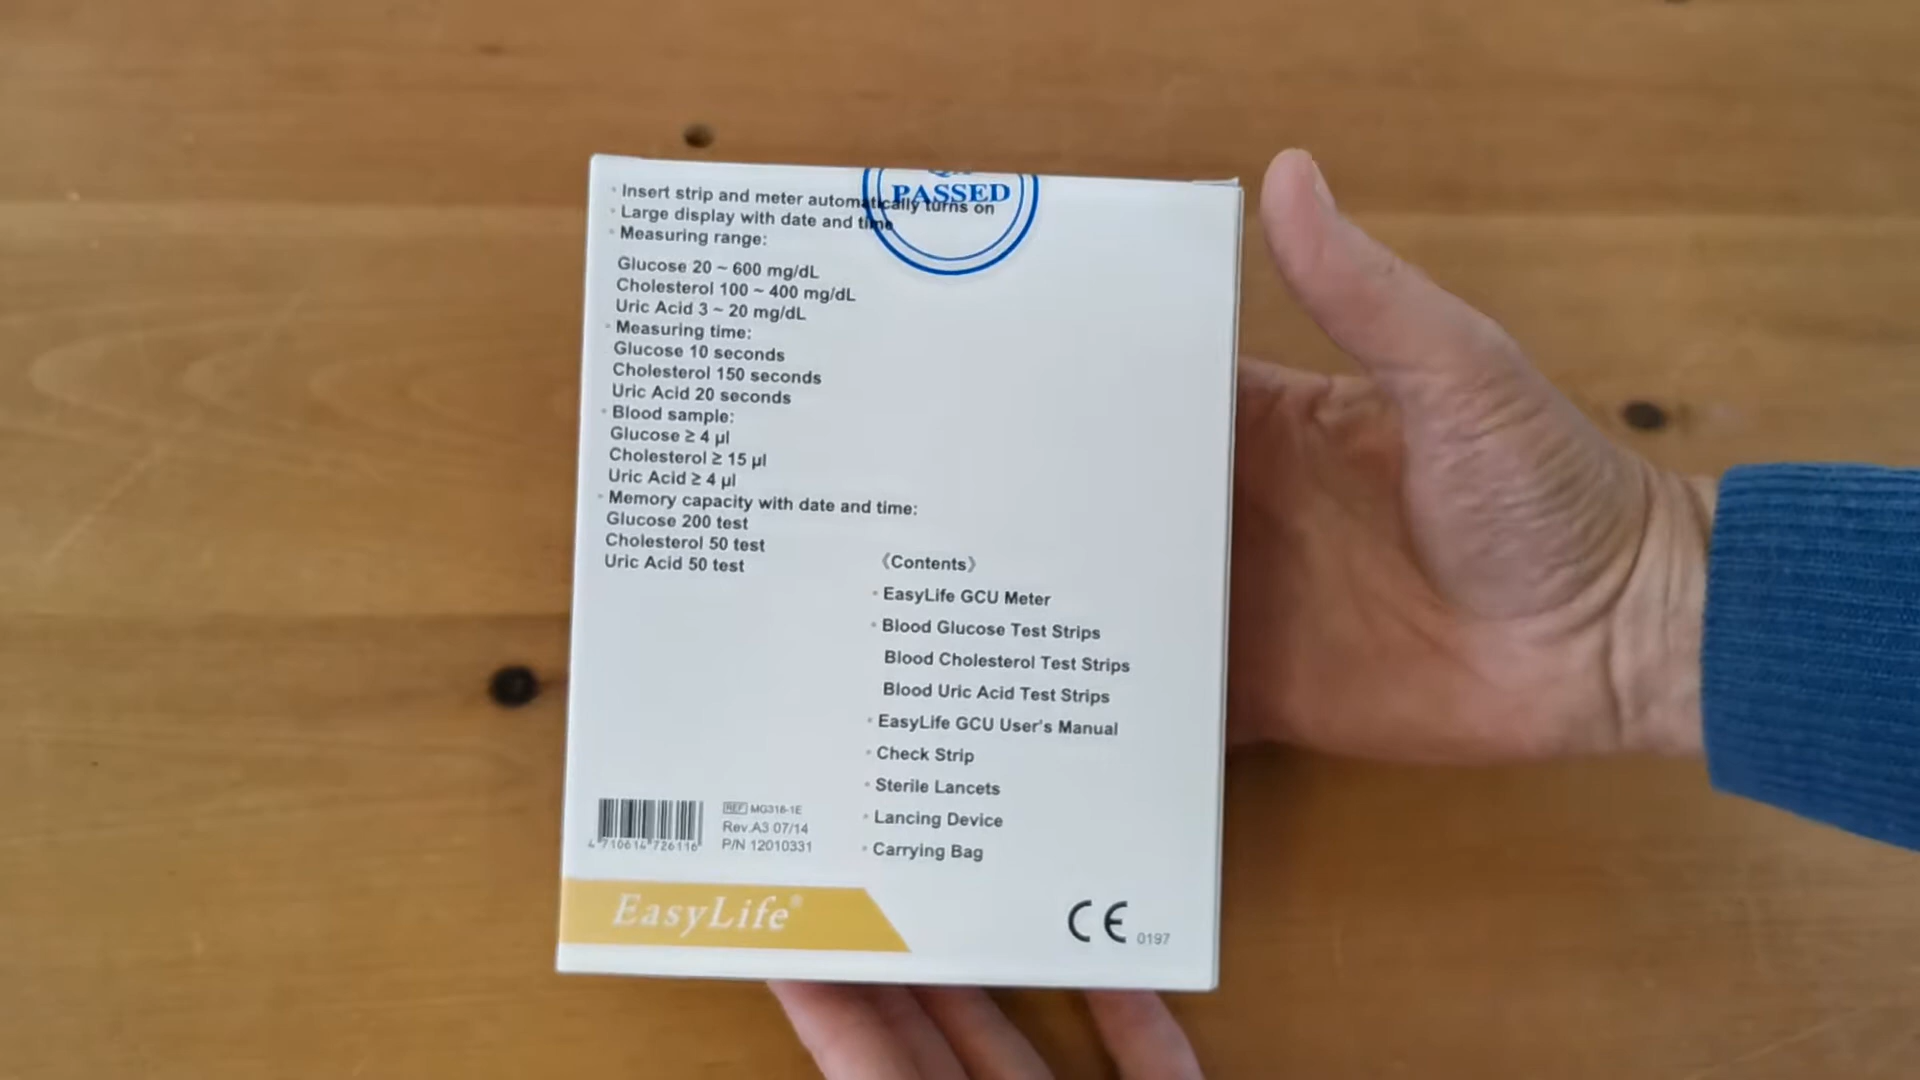 PASSED
Insert strip and meter automatically turns on
Large display with date and time
Measuring range:
Glucose 20 ~ 600 mg/dL
Cholesterol 100 ~ 400 mg/dL
Uric Acid 3 ~ 20 mg/dL
Measuring time:
Glucose 10 seconds
Cholesterol 150 seconds
Uric Acid 20 seconds
Blood sample:
Glucose ≥ 4 µl
Cholesterol ≥ 15 µl
Uric Acid ≥ 4 µl
Memory capacity with date and time:
Glucose 200 test
Cholesterol 50 test
Uric Acid 50 test
《Contents》
EasyLife GCU Meter
Blood Glucose Test Strips
Blood Cholesterol Test Strips
Blood Uric Acid Test Strips
EasyLife GCU User's Manual
Check Strip
Sterile Lancets
Lancing Device
Carrying Bag
REF MG316-1E
Rev.A3 07/14
P/N 12010331
4 710614 726116
EasyLife®
CE 0197